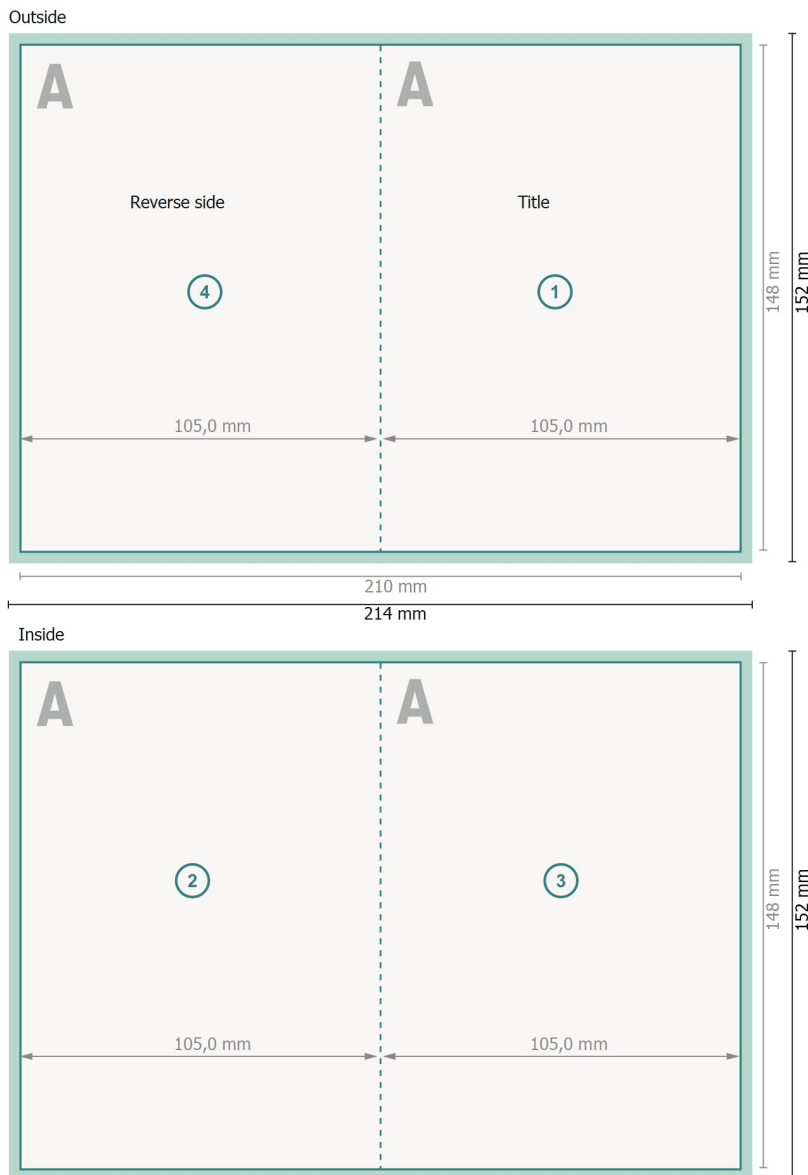 Outside
A A
Reverse side Title
4 1
148 mm
152 mm
105,0 mm 105,0 mm
210 mm
214 mm
Inside
A A
2 3
148 mm
152 mm
105,0 mm 105,0 mm